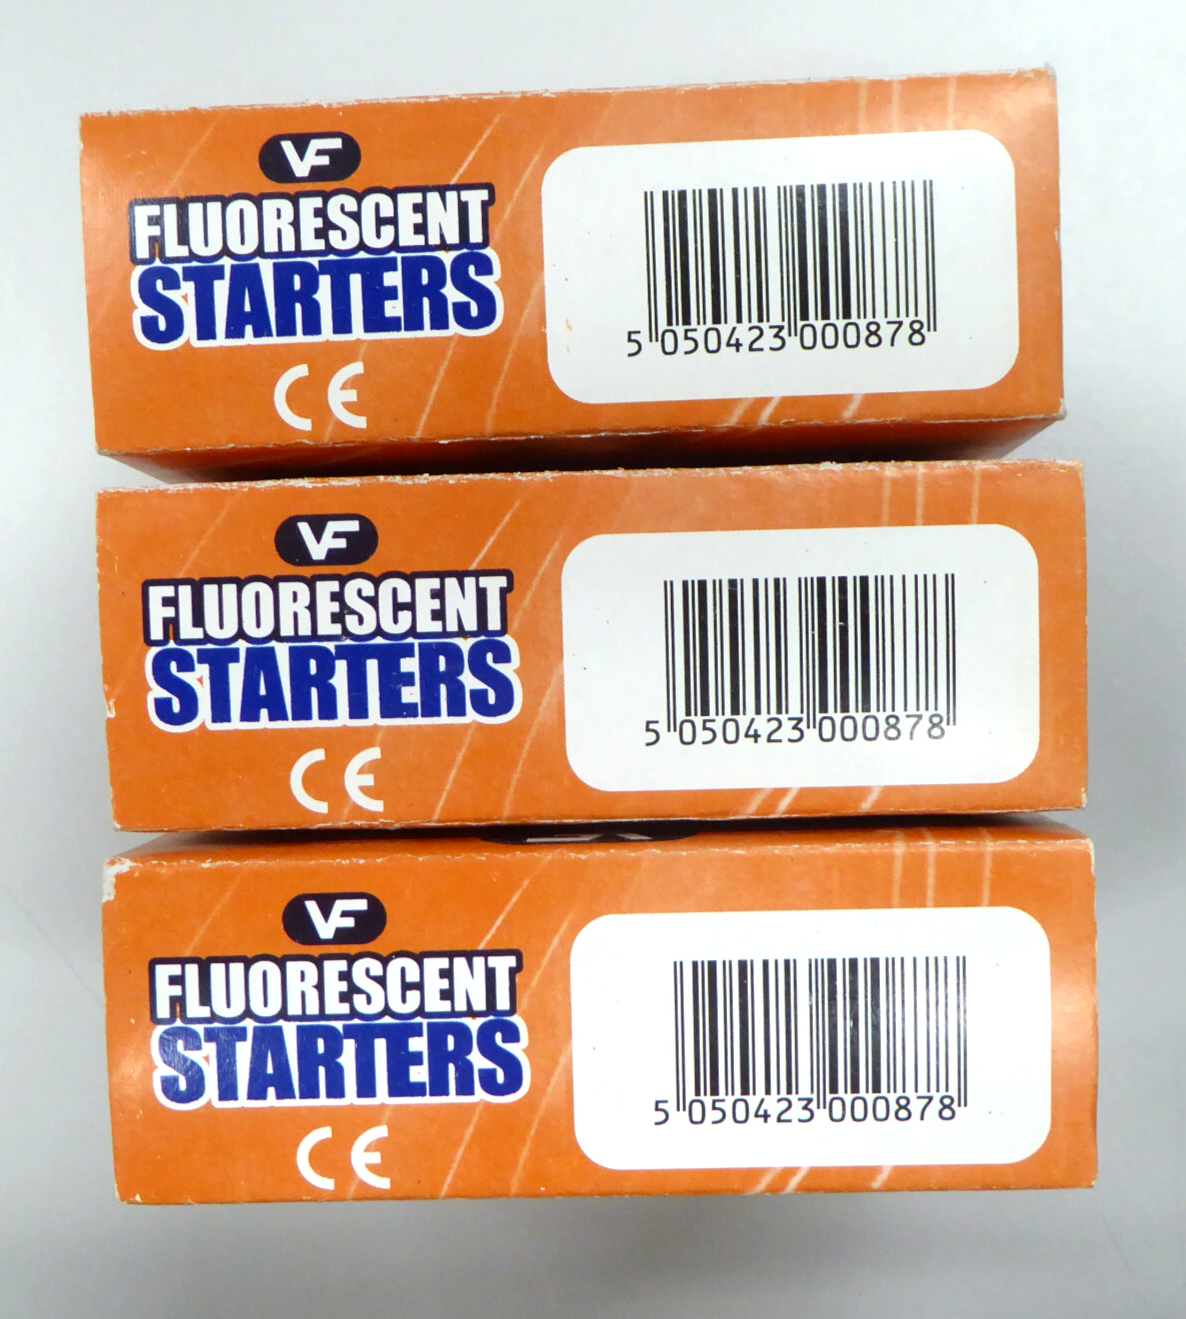 VF
FLUORESCENT
STARTERS
CE
5 050423 000878
VF
FLUORESCENT
STARTERS
CE
5 050423 000878
VF
FLUORESCENT
STARTERS
CE
5 050423 000878